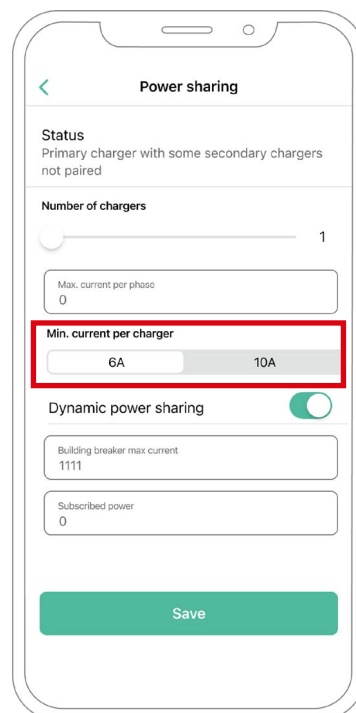 Power sharing
Status
Primary charger with some secondary chargers
not paired
Number of chargers
1
Max. current per phase
0
Min. current per charger
6A 10A
Dynamic power sharing
Building breaker max current
1111
Subscribed power
0
Save